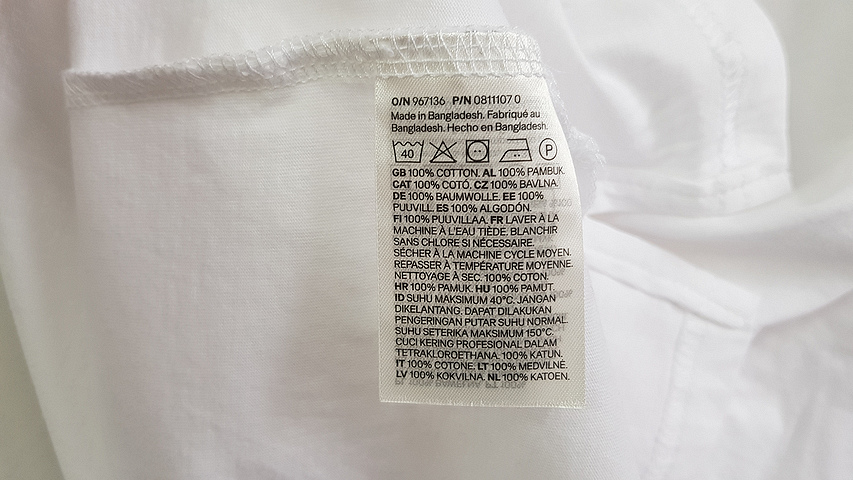 O/N 967136 P/N 0811107 0
Made in Bangladesh. Fabriqué au
Bangladesh. Hecho en Bangladesh.
40 P
GB 100% COTTON. AL 100% PAMBUK.
CAT 100% COTÓ. CZ 100% BAVLNA.
DE 100% BAUMWOLLE. EE 100%
PUUVILL. ES 100% ALGODÓN.
FI 100% PUUVILLAA. FR LAVER À LA
MACHINE À L'EAU TIÈDE. BLANCHIR
SANS CHLORE SI NÉCESSAIRE.
SÉCHER À LA MACHINE CYCLE MOYEN.
REPASSER À TEMPÉRATURE MOYENNE.
NETTOYAGE À SEC. 100% COTON.
HR 100% PAMUK. HU 100% PAMUT.
ID SUHU MAKSIMUM 40°C. JANGAN
DIKELANTANG. DAPAT DILAKUKAN
PENGERINGAN PUTAR SUHU NORMAL.
SUHU SETERIKA MAKSIMUM 150°C.
CUCI KERING PROFESIONAL DALAM
TETRAKLOROETHANA. 100% KATUN.
IT 100% COTONE. LT 100% MEDVILNĖ.
LV 100% KOKVILNA. NL 100% KATOEN.